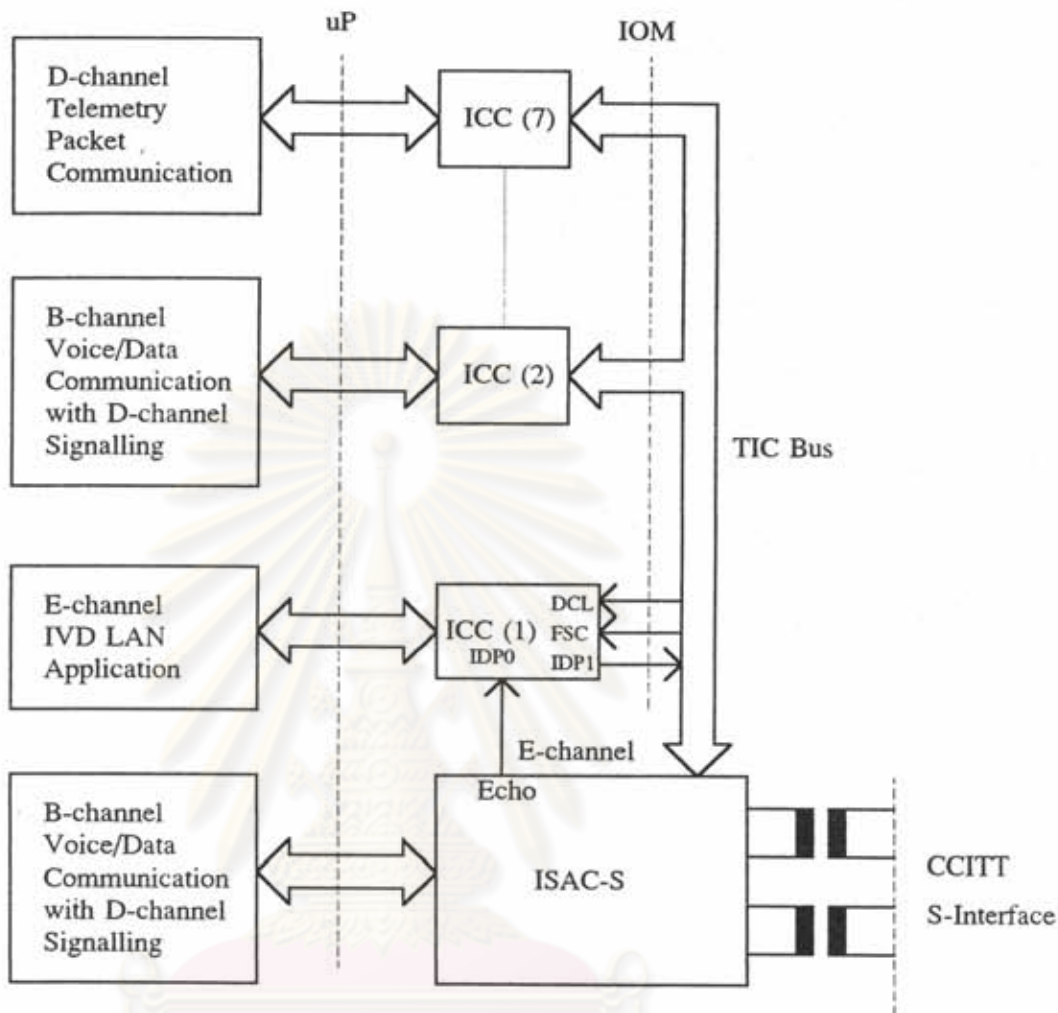 uP
IOM
D-channel
Telemetry
Packet
Communication
ICC (7)
B-channel
Voice/Data
Communication
with D-channel
Signalling
ICC (2)
TIC Bus
E-channel
IVD LAN
Application
ICC (1)
IDP0
DCL
FSC
IDP1
E-channel
Echo
B-channel
Voice/Data
Communication
with D-channel
Signalling
ISAC-S
CCITT
S-Interface